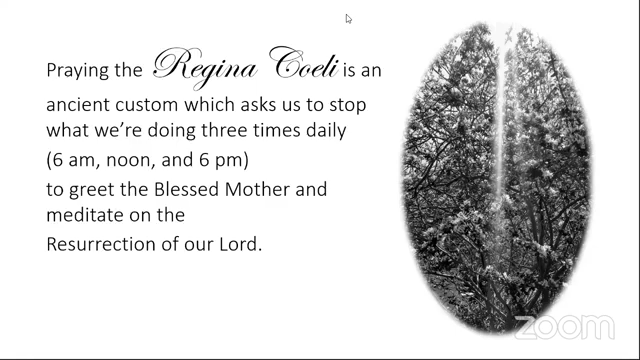 Praying the Regina Coeli is an
ancient custom which asks us to stop
what we're doing three times daily
(6 am, noon, and 6 pm)
to greet the Blessed Mother and
meditate on the
Resurrection of our Lord.
zoom